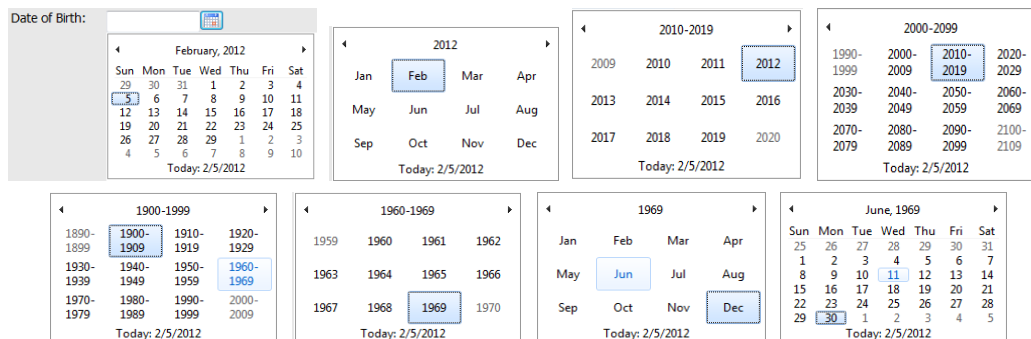 Date of Birth:
February, 2012
Sun Mon Tue Wed Thu Fri Sat
29 30 31 1 2 3 4
5 6 7 8 9 10 11
12 13 14 15 16 17 18
19 20 21 22 23 24 25
26 27 28 29 1 2 3
4 5 6 7 8 9 10
Today: 2/5/2012
2012
Jan Feb Mar Apr
May Jun Jul Aug
Sep Oct Nov Dec
Today: 2/5/2012
2010-2019
2009 2010 2011 2012
2013 2014 2015 2016
2017 2018 2019 2020
Today: 2/5/2012
2000-2099
1990- 2000- 2010- 2020-
1999 2009 2019 2029
2030- 2040- 2050- 2060-
2039 2049 2059 2069
2070- 2080- 2090- 2100-
2079 2089 2099 2109
Today: 2/5/2012
1900-1999
1890- 1900- 1910- 1920-
1899 1909 1919 1929
1930- 1940- 1950- 1960-
1939 1949 1959 1969
1970- 1980- 1990- 2000-
1979 1989 1999 2009
Today: 2/5/2012
1960-1969
1959 1960 1961 1962
1963 1964 1965 1966
1967 1968 1969 1970
Today: 2/5/2012
1969
Jan Feb Mar Apr
May Jun Jul Aug
Sep Oct Nov Dec
Today: 2/5/2012
June, 1969
Sun Mon Tue Wed Thu Fri Sat
25 26 27 28 29 30 31
1 2 3 4 5 6 7
8 9 10 11 12 13 14
15 16 17 18 19 20 21
22 23 24 25 26 27 28
29 30 1 2 3 4 5
Today: 2/5/2012